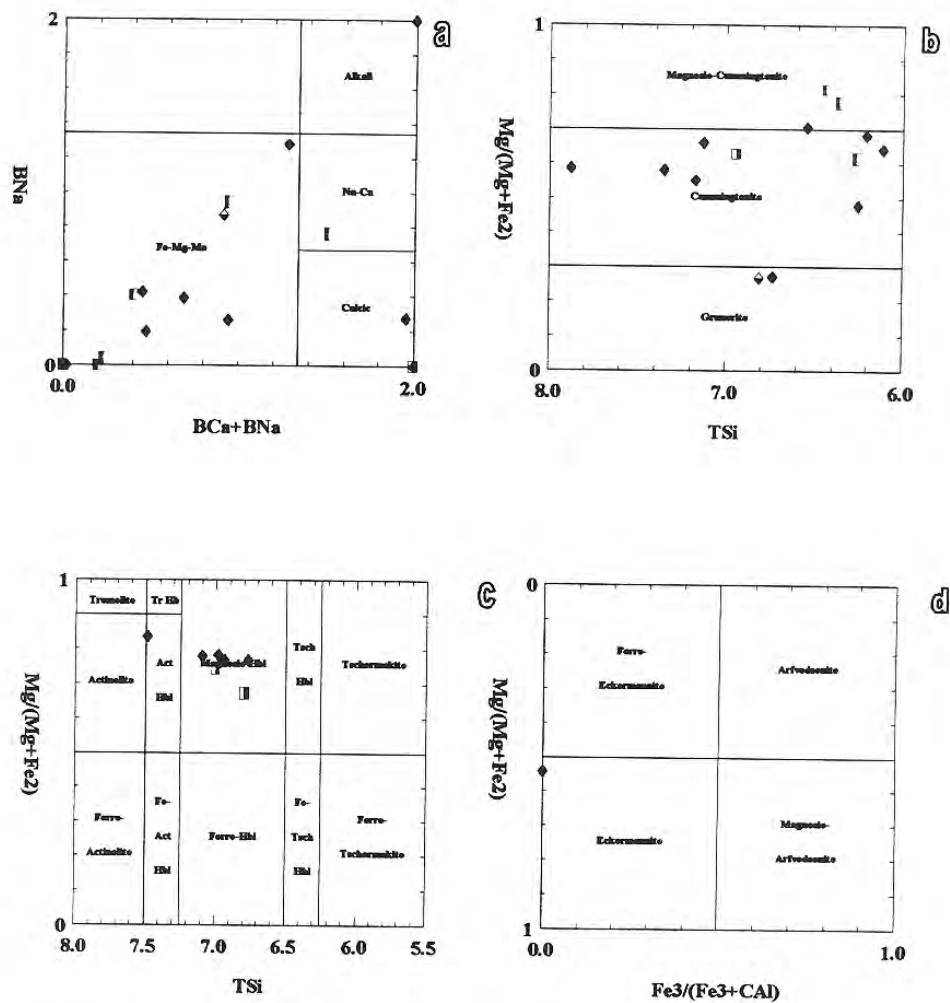 a
2
BNa
0
0.0
2.0
BCa+BNa
Alkali
Na-Ca
Fe-Mg-Mn
Calcic
b
1
Mg/(Mg+Fe2)
0
8.0
7.0
6.0
TSi
Magnesio-Cummingtonite
Cummingtonite
Grunerite
c
1
Mg/(Mg+Fe2)
0
8.0
7.5
7.0
6.5
6.0
5.5
TSi
Tremolite
Tr Hb
Actinolite
Act
Hbl
Magnesio-Hbl
Tsch
Hbl
Tschermakite
Ferro-
Actinolite
Fe-
Act
Hbl
Ferro-Hbl
Fe-
Tsch
Hbl
Ferro-
Tschermakite
d
0
Mg/(Mg+Fe2)
1
0.0
1.0
Fe3/(Fe3+CAl)
Ferro-
Eckermannite
Arfvedsonite
Eckermannite
Magnesio-
Arfvedsonite